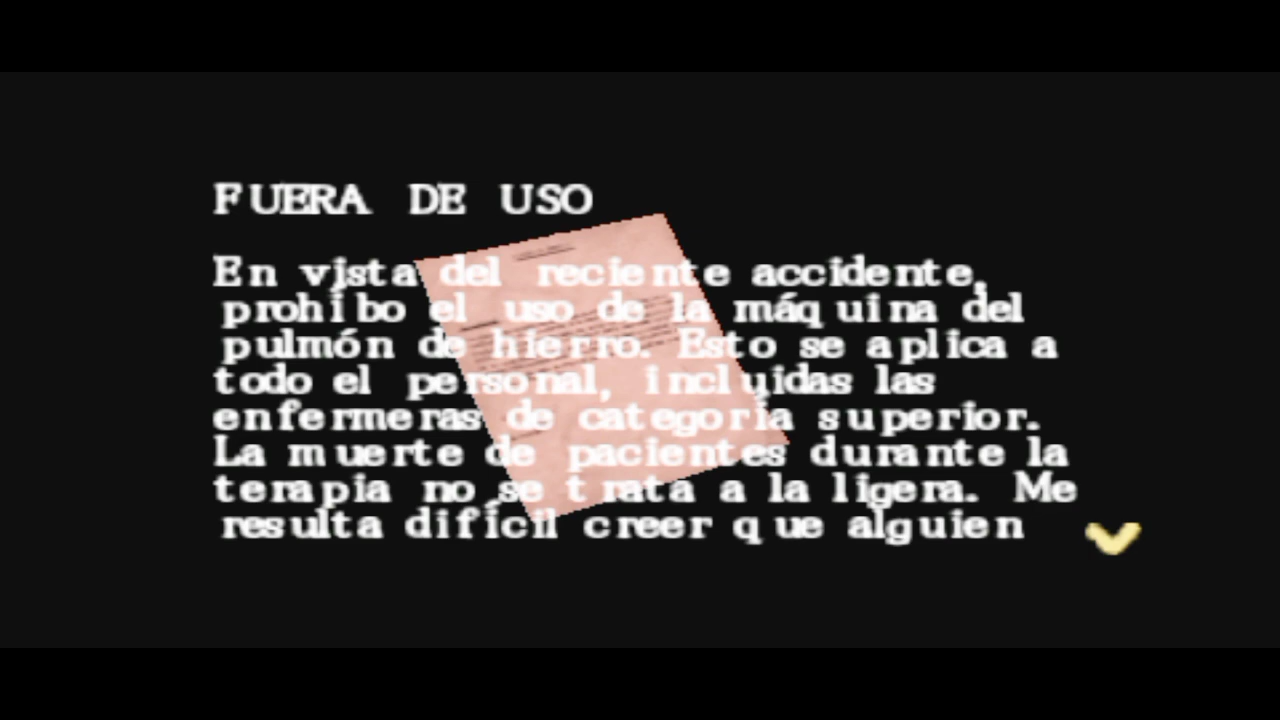 FUERA DE USO
En vista del reciente accidente,
prohíbo el uso de la máquina del
pulmón de hierro. Esto se aplica a
todo el personal, incluidas las
enfermeras de categoría superior.
La muerte de pacientes durante la
terapia no se trata a la ligera. Me
resulta difícil creer que alguien